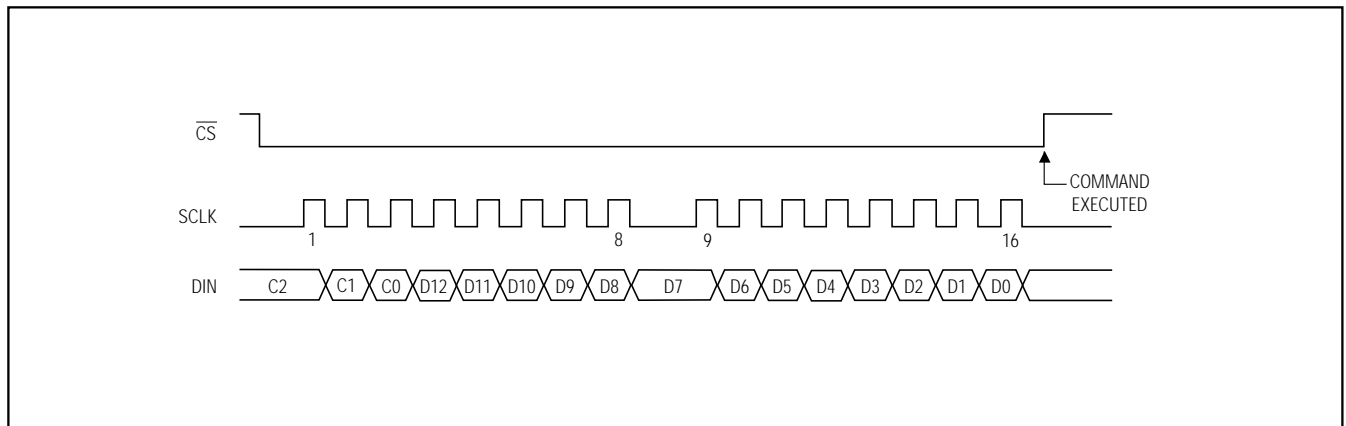 CS
COMMAND
EXECUTED
SCLK
1
8
9
16
DIN
C2
C1
C0
D12
D11
D10
D9
D8
D7
D6
D5
D4
D3
D2
D1
D0